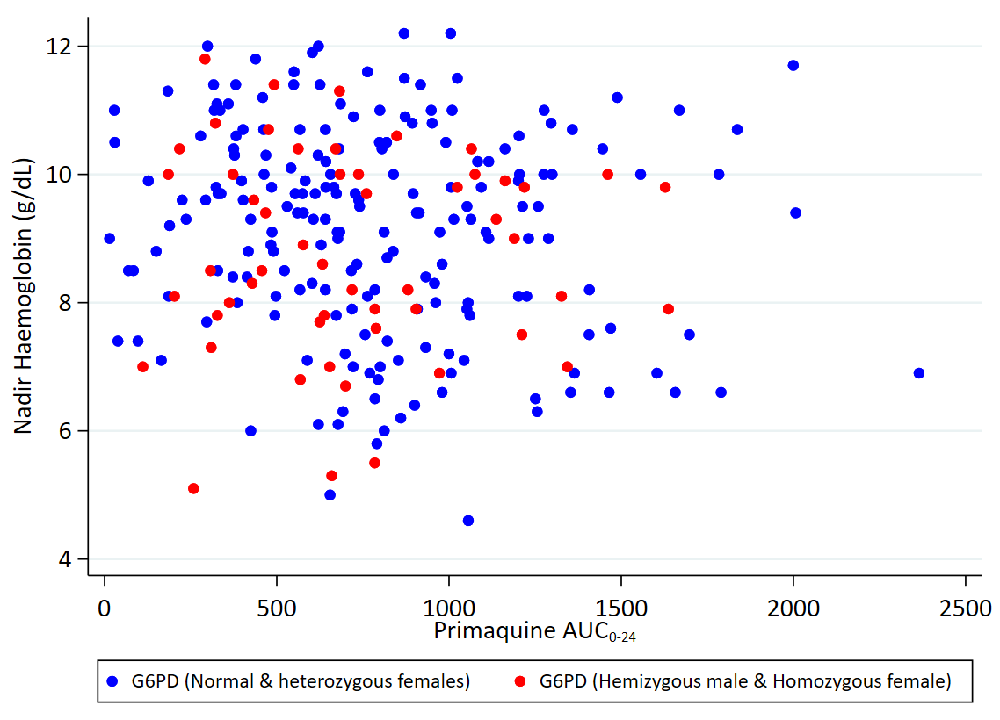 Nadir Haemoglobin (g/dL)
12
10
8
6
4
0 500 1000 1500 2000 2500
Primaquine AUC0-24
G6PD (Normal & heterozygous females) G6PD (Hemizygous male & Homozygous female)